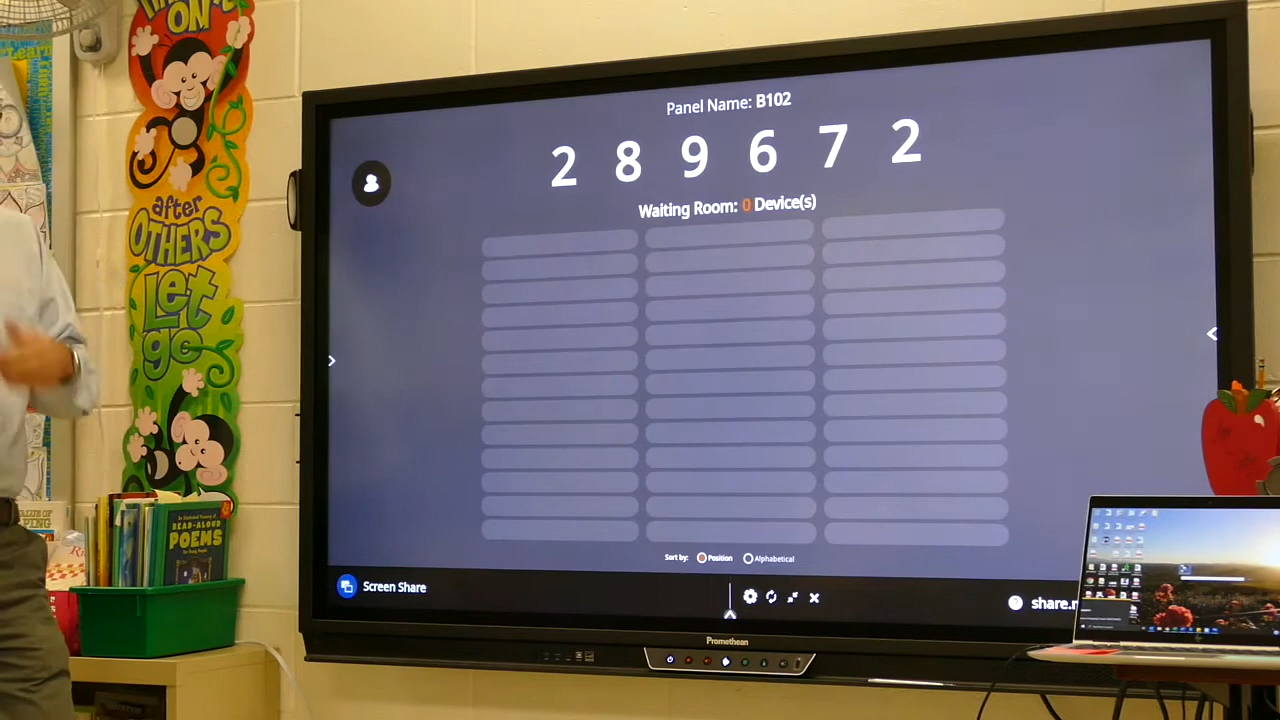 ON
after
OTHERS
Let
go
Panel Name: B102
2 8 9 6 7 2
Waiting Room: 0 Device(s)
Sort by: Position Alphabetical
Screen Share
Promethean
READ-ALOUD
POEMS